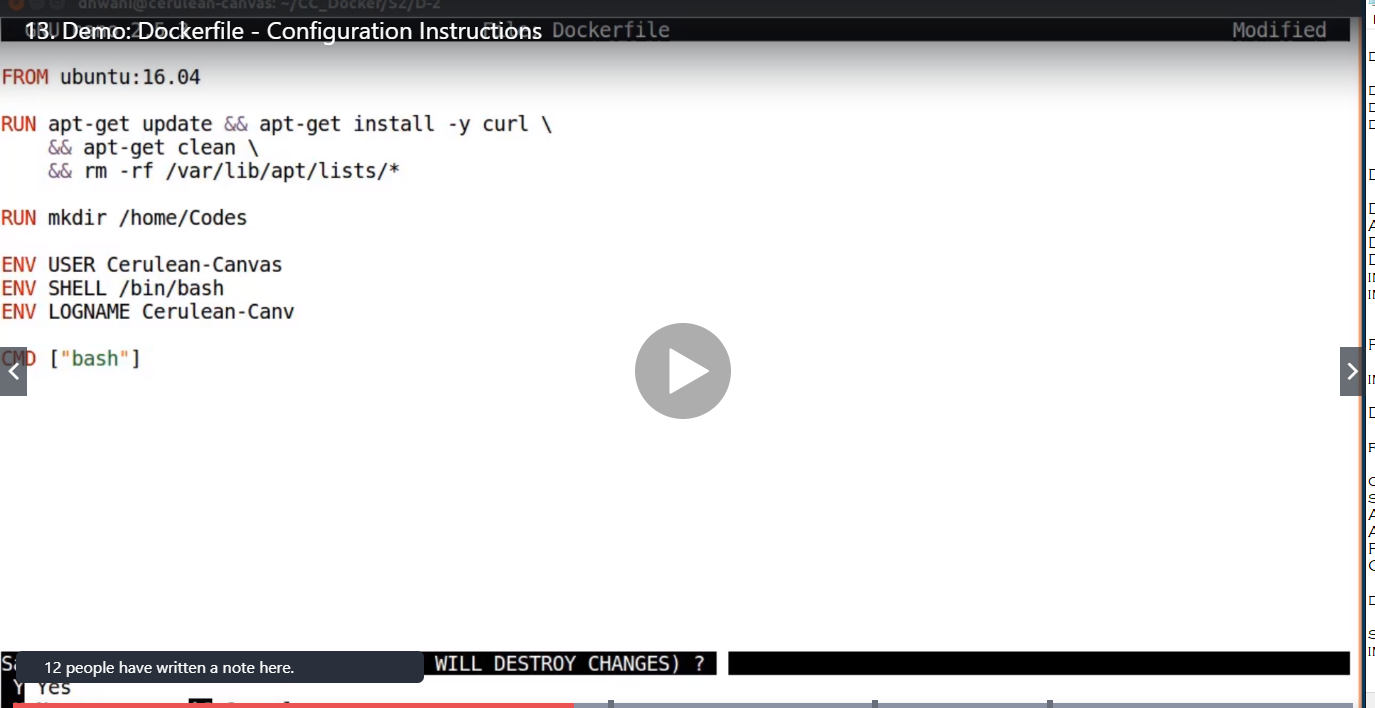 dhwani@cerulean-canvas: ~/CC_Docker/S2/D-2
13. Demo: Dockerfile - Configuration Instructions
Dockerfile
Modified
FROM ubuntu:16.04
RUN apt-get update && apt-get install -y curl \
&& apt-get clean \
&& rm -rf /var/lib/apt/lists/*
RUN mkdir /home/Codes
ENV USER Cerulean-Canvas
ENV SHELL /bin/bash
ENV LOGNAME Cerulean-Canv
CMD ["bash"]
WILL DESTROY CHANGES) ?
12 people have written a note here.
Y Yes